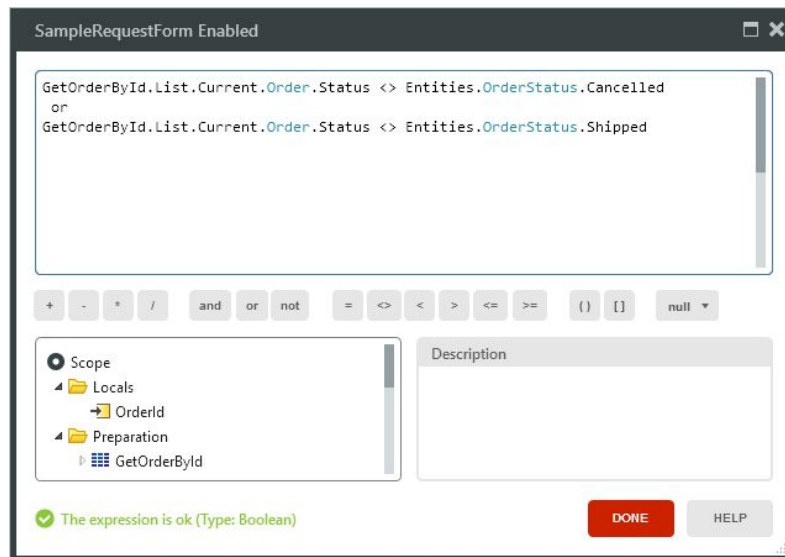 SampleRequestForm Enabled
GetOrderById.List.Current.Order.Status <> Entities.OrderStatus.Cancelled
or
GetOrderById.List.Current.Order.Status <> Entities.OrderStatus.Shipped
+ - * / and or not = <> < > <= >= ( ) [ ] null
Scope
Locals
OrderId
Preparation
GetOrderById
Description
The expression is ok (Type: Boolean)
DONE HELP